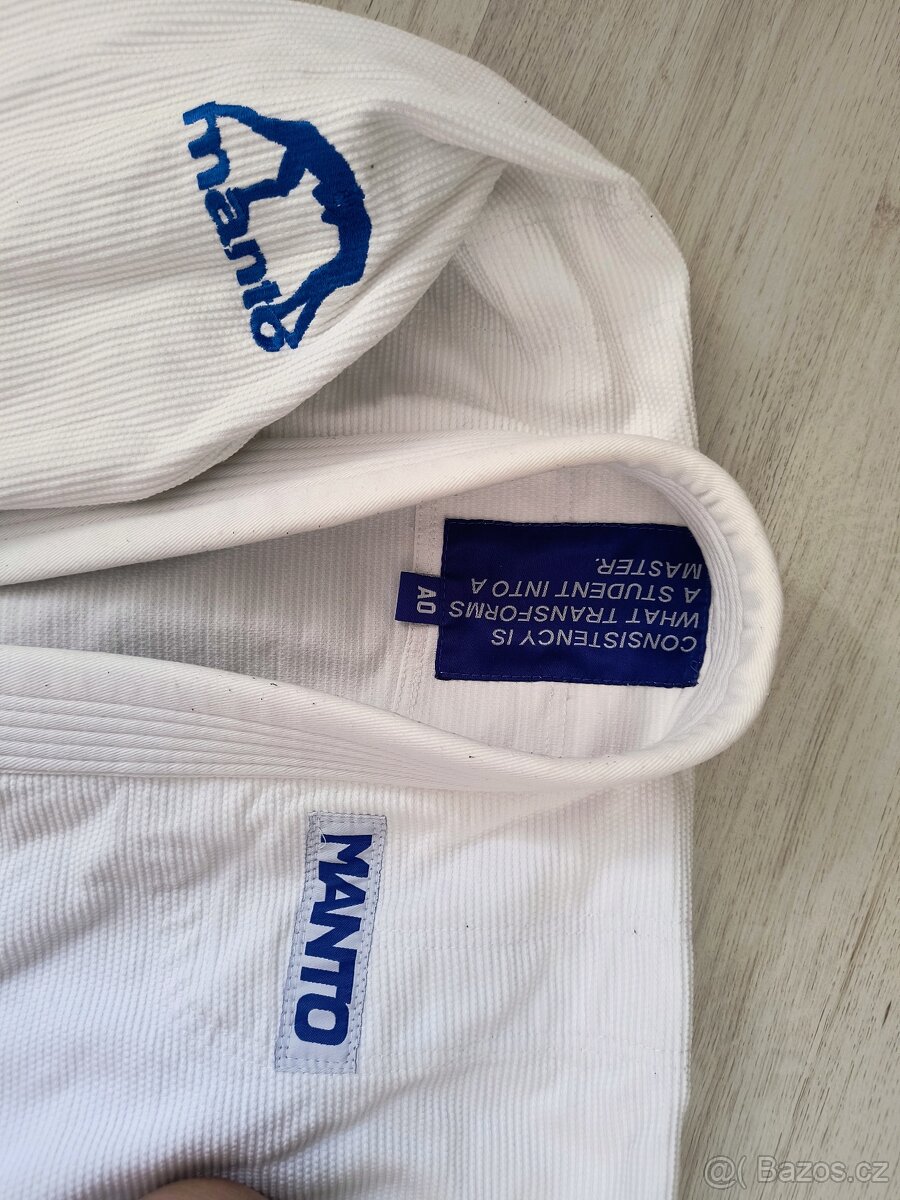 manto
CONSISTENCY IS
WHAT TRANSFORMS
A STUDENT INTO A
MASTER.
A0
MANTO
@( Bazos.cz